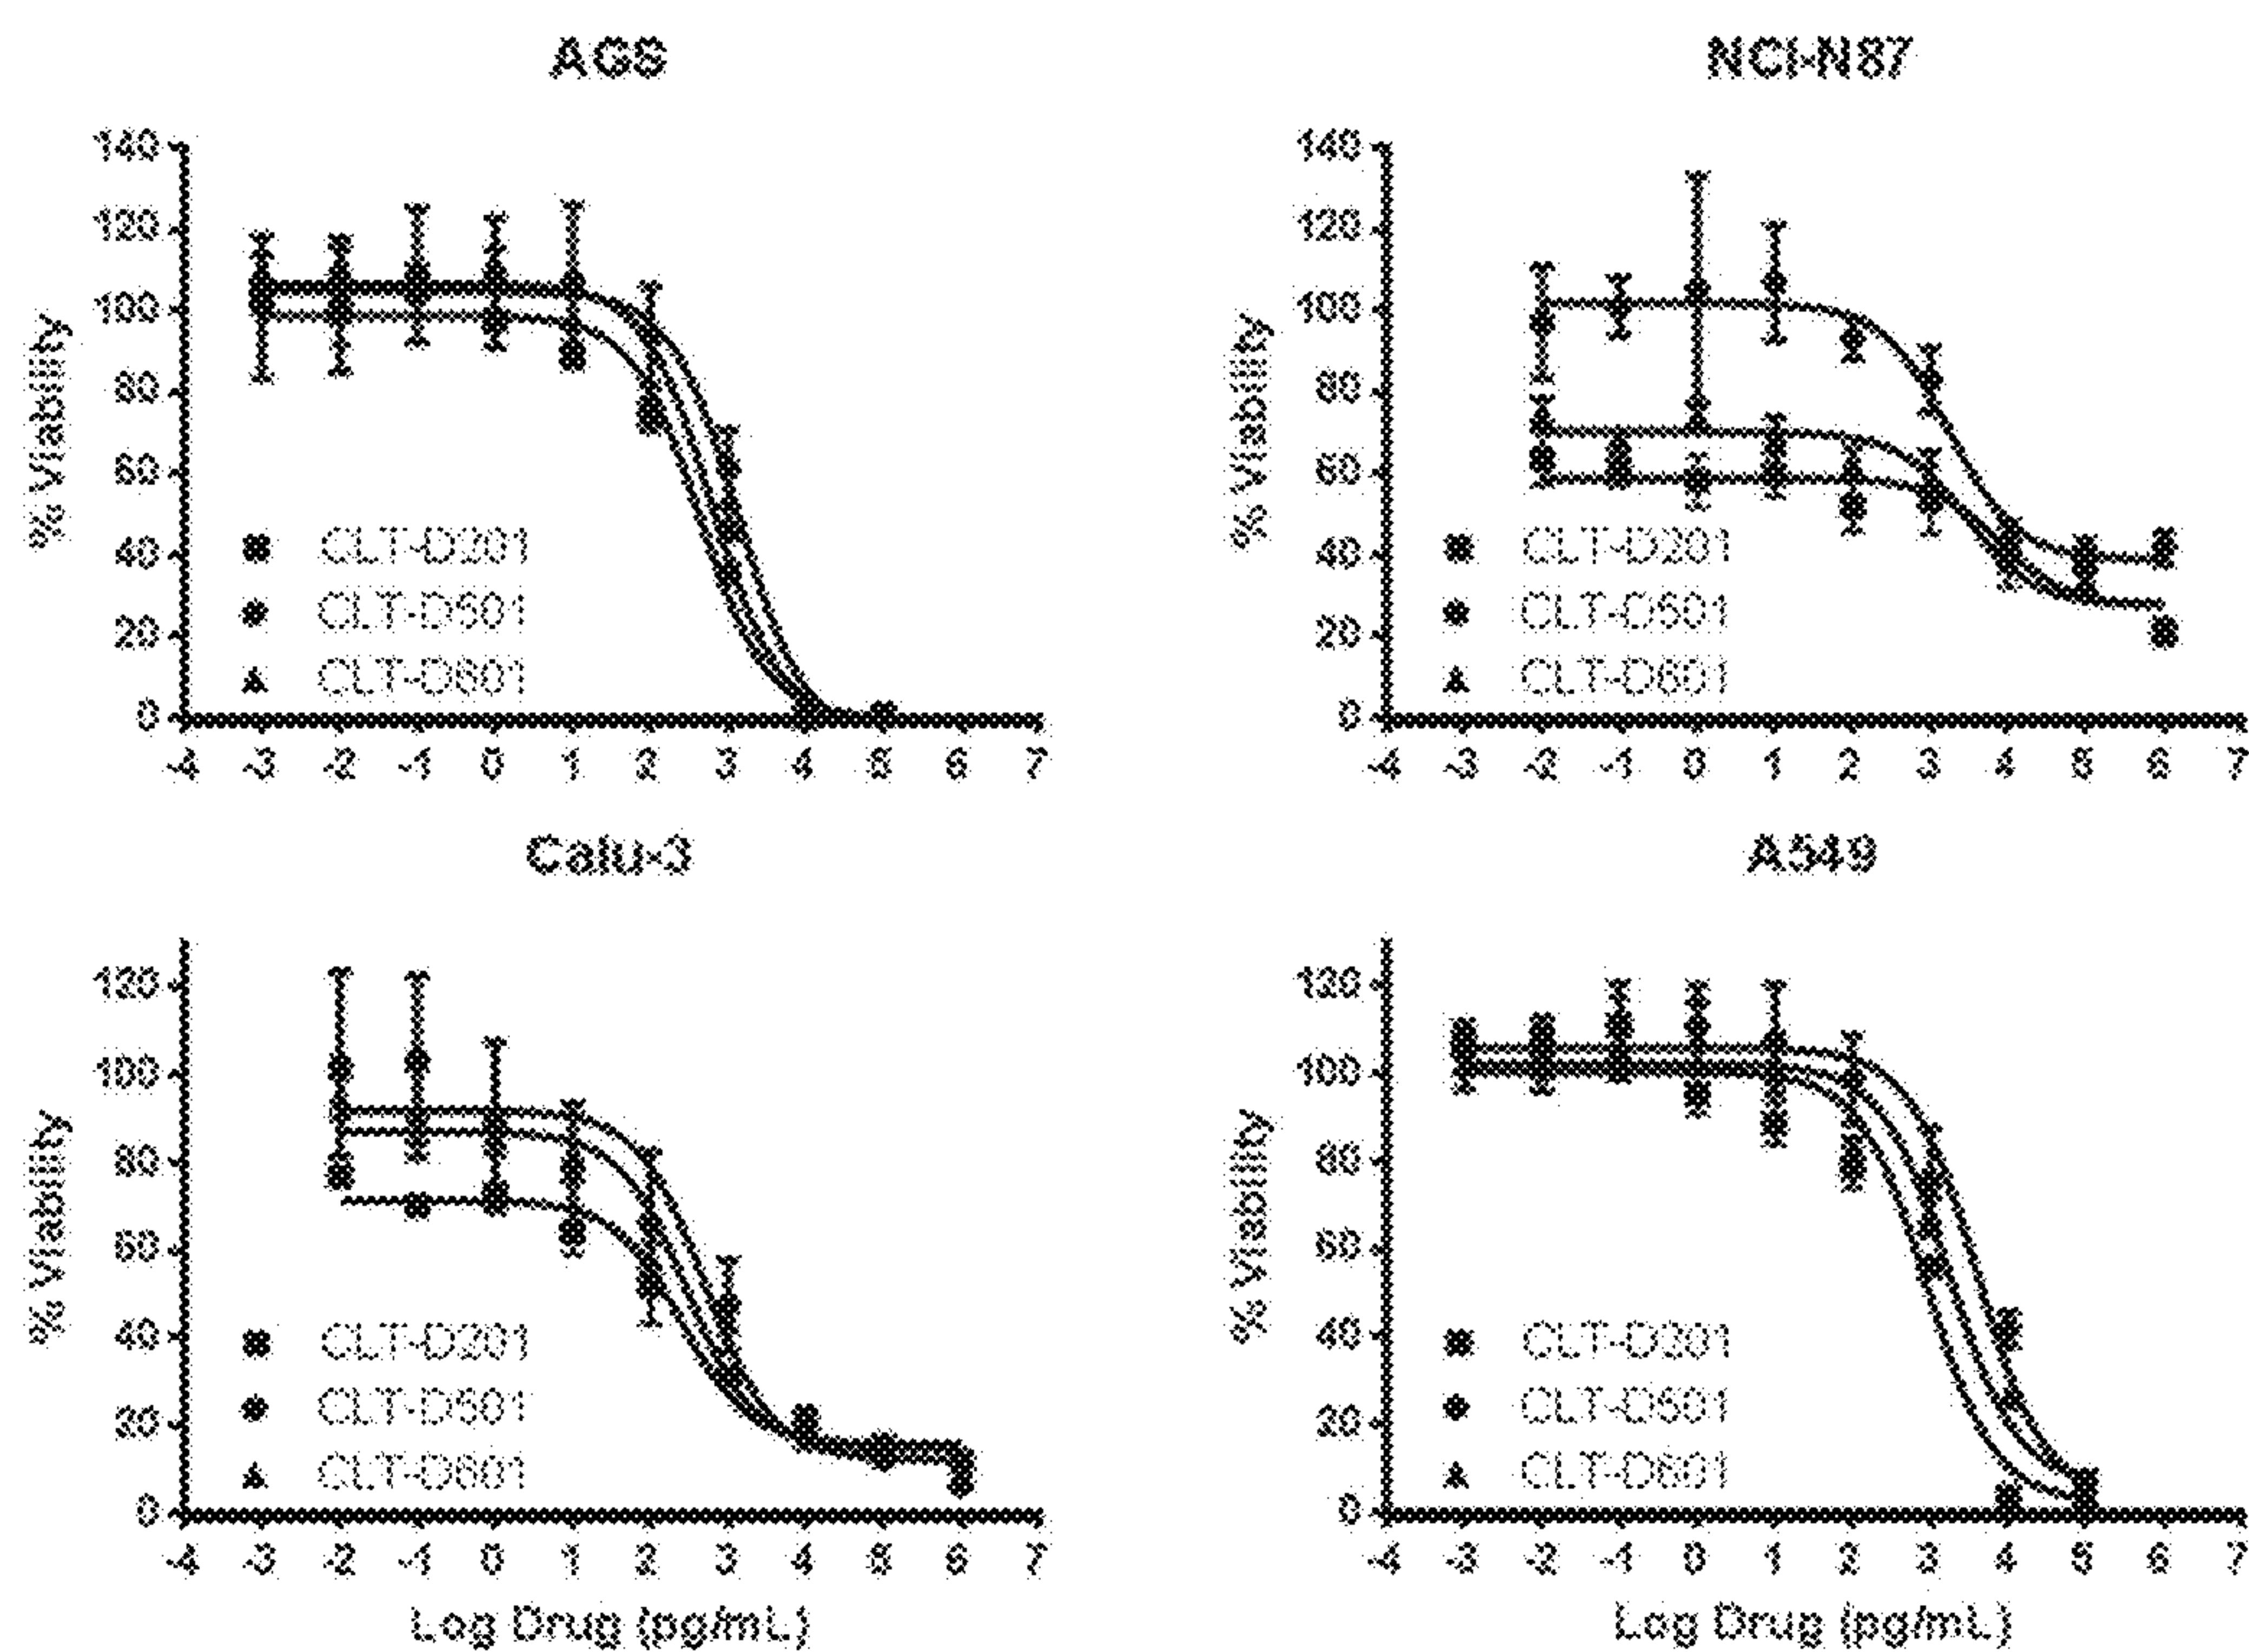 AGS
NCI-N87
140
120
100
80
60
40
20
0
% Viability
CLT-D201
CLT-D501
CLT-D601
-4 -3 -2 -1 0 1 2 3 4 5 6 7
140
120
100
80
60
40
20
0
% Viability
CLT-D201
CLT-D501
CLT-D601
-4 -3 -2 -1 0 1 2 3 4 5 6 7
Calu-3
A549
120
100
80
60
40
20
0
% Viability
CLT-D201
CLT-D501
CLT-D601
-4 -3 -2 -1 0 1 2 3 4 5 6 7
Log Drug (pg/mL)
120
100
80
60
40
20
0
% Viability
CLT-D201
CLT-D501
CLT-D601
-4 -3 -2 -1 0 1 2 3 4 5 6 7
Log Drug (pg/mL)